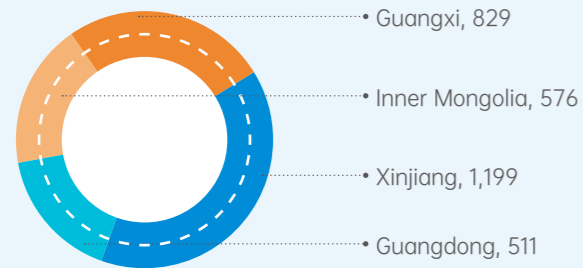 Guangxi, 829
Inner Mongolia, 576
Xinjiang, 1,199
Guangdong, 511